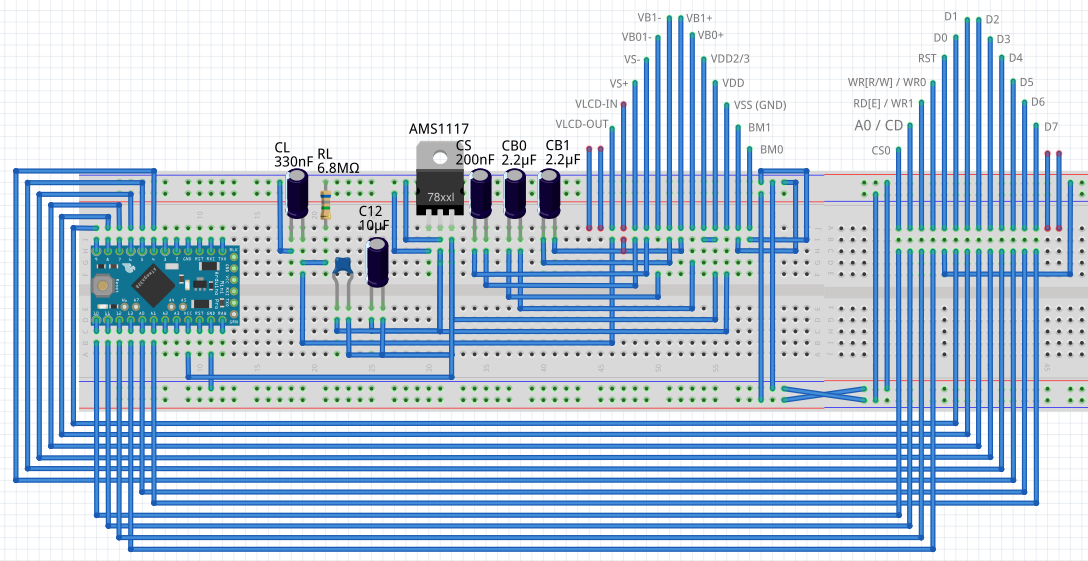 VB1-
VB1+
VB01-
VB0+
VS-
VDD2/3
VS+
VDD
VLCD-IN
VSS (GND)
VLCD-OUT
BM1
BM0
D1
D2
D0
D3
RST
D4
WR[R/W] / WR0
D5
RD[E] / WR1
D6
A0 / CD
D7
CS0
AMS1117
CL
330nF
RL
6.8MΩ
CS
200nF
CB0
2.2μF
CB1
2.2μF
C12
10μF
78xxl